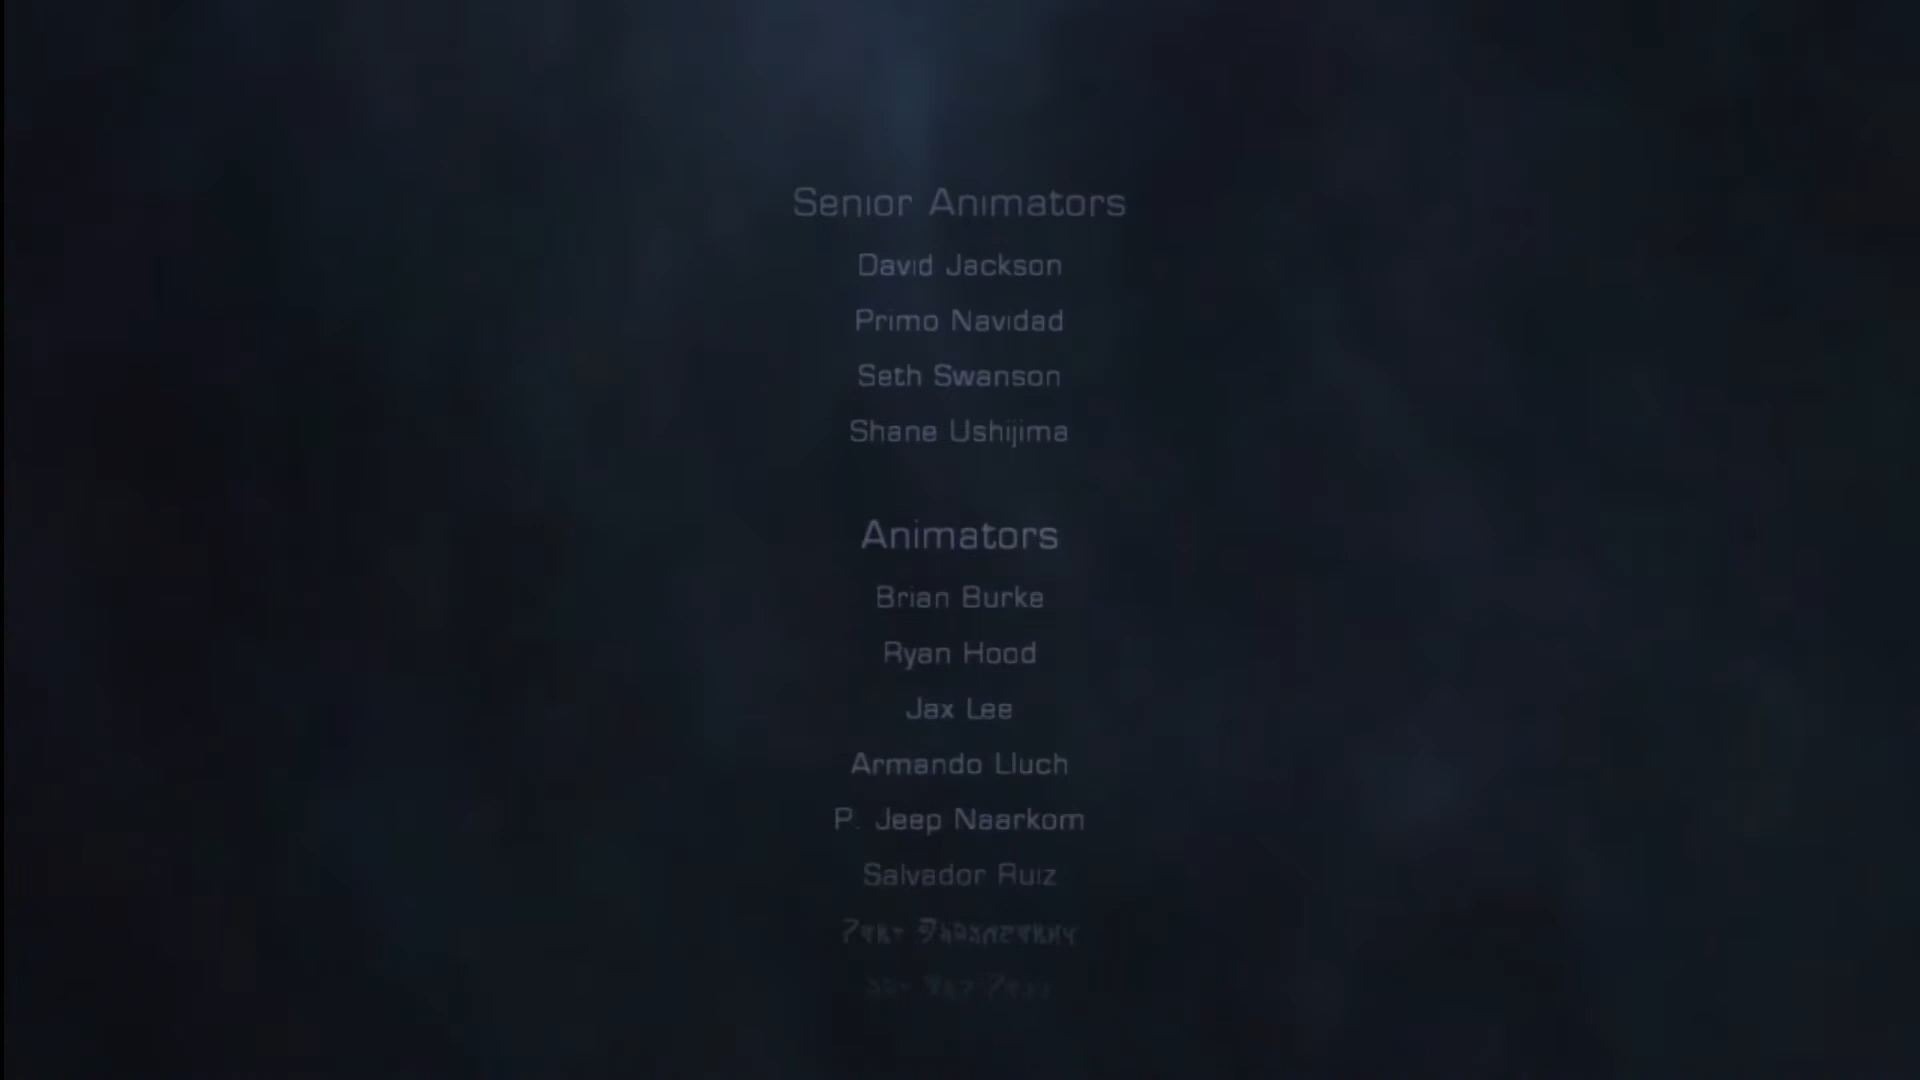 Senior Animators
David Jackson
Primo Navidad
Seth Swanson
Shane Ushijima
Animators
Brian Burke
Ryan Hood
Jax Lee
Armando Lluch
P. Jeep Naarkom
Salvador Ruiz